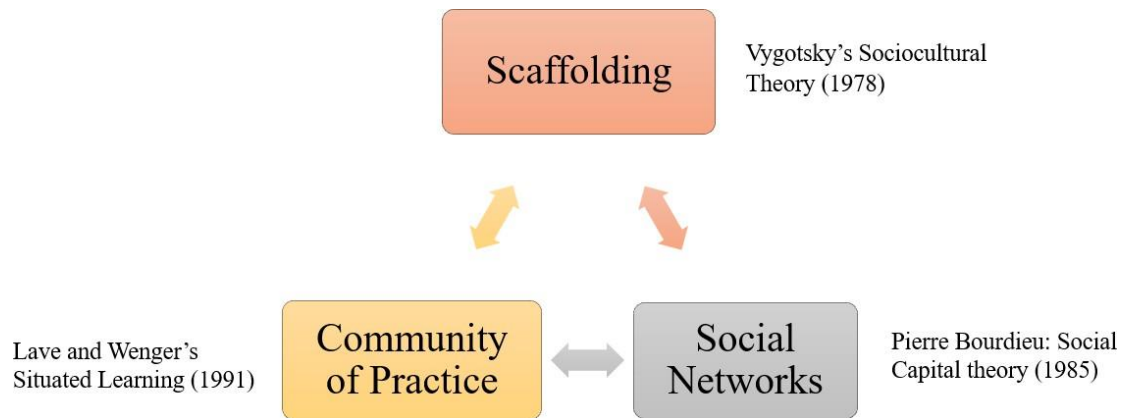 Scaffolding
Vygotsky’s Sociocultural
Theory (1978)
Lave and Wenger’s
Situated Learning (1991)
Community
of Practice
Social
Networks
Pierre Bourdieu: Social
Capital theory (1985)